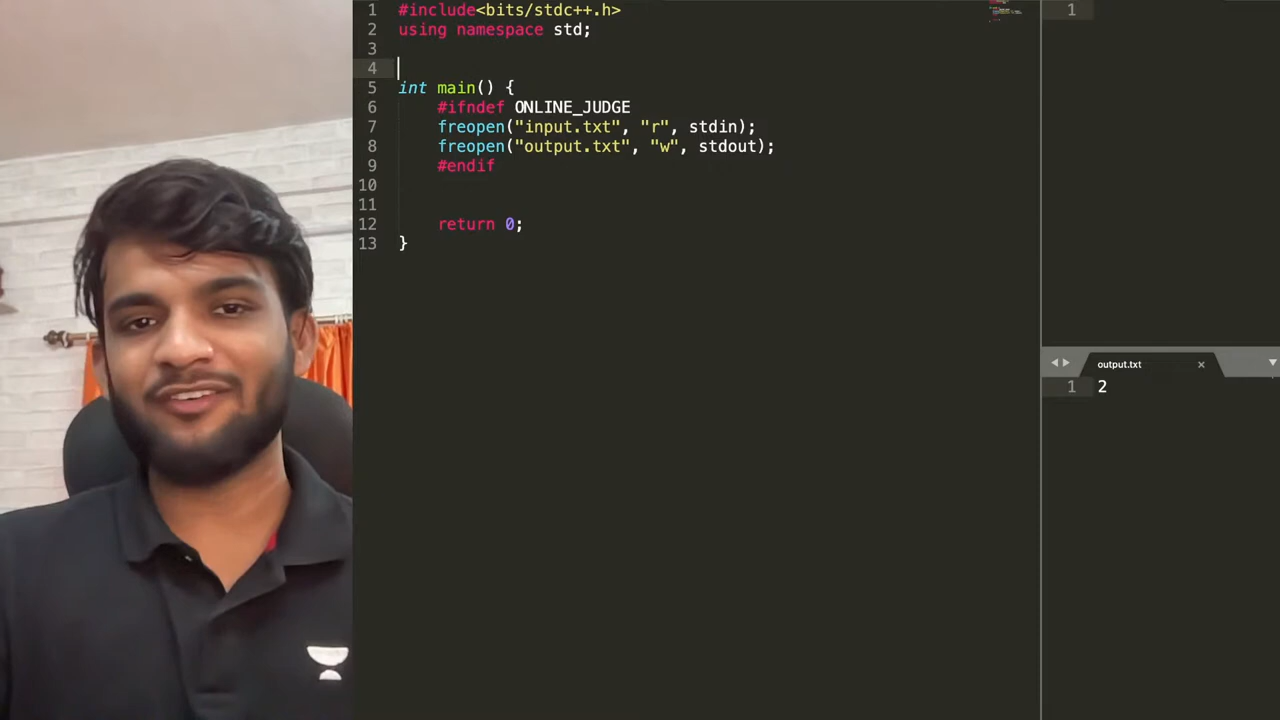 1 #include<bits/stdc++.h>
2 using namespace std;
3
4
5 int main() {
6 #ifndef ONLINE_JUDGE
7 freopen("input.txt", "r", stdin);
8 freopen("output.txt", "w", stdout);
9 #endif
10
11
12 return 0;
13 }
1
output.txt
1 2